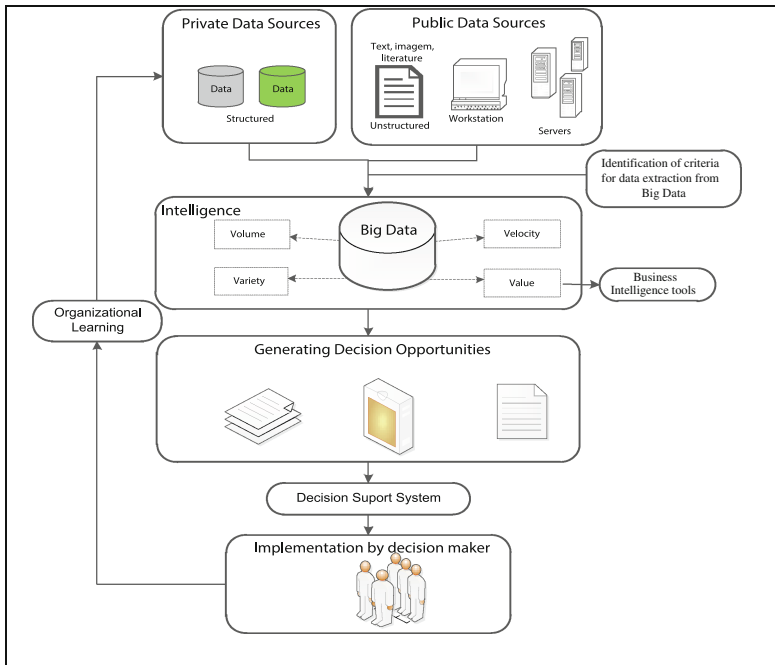 Private Data Sources
Data
Data
Structured
Public Data Sources
Text, imagem,
literature
Unstructured
Workstation
Servers
Identification of criteria
for data extraction from
Big Data
Intelligence
Big Data
Volume
Velocity
Variety
Value
Business
Intelligence tools
Organizational
Learning
Generating Decision Opportunities
Decision Suport System
Implementation by decision maker